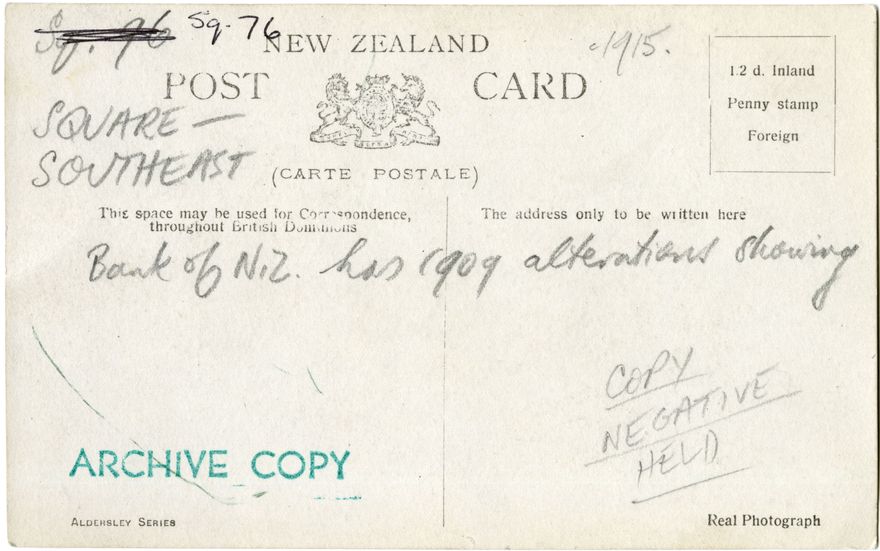 Sq. 76 Sq. 76
NEW ZEALAND
c1915.
POST CARD
1.2 d. Inland
Penny stamp
Foreign
SQUARE —
SOUTHEAST
(CARTE POSTALE)
This space may be used for Correspondence,
throughout British Dominions
The address only to be written here
Bank of N.Z. has 1909 alterations showing
COPY
NEGATIVE
HELD
ARCHIVE COPY
ALDERSLEY SERIES
Real Photograph